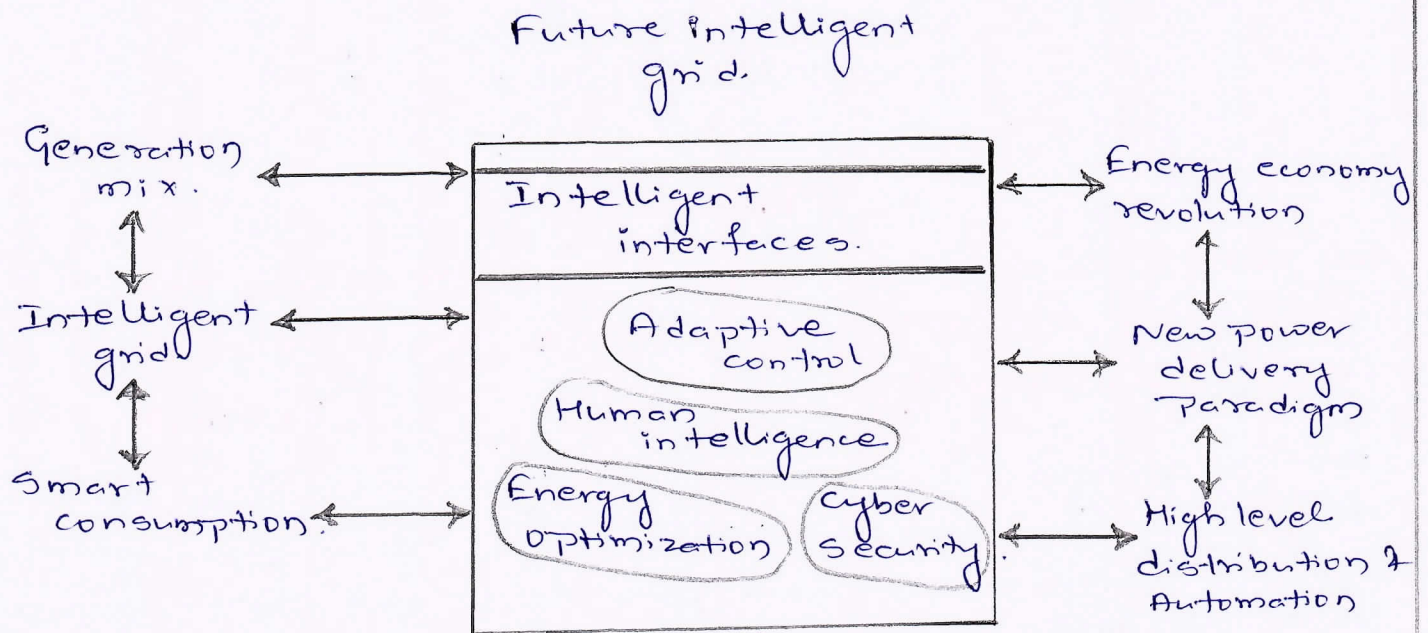 Future intelligent
grid.
Generation
mix.
Intelligent
grid
Smart
consumption
Intelligent
interfaces.
Adaptive
control
Human
intelligence
Energy
optimization
Cyber
security
Energy economy
revolution
New power
delivery
Paradigm
High level
distribution &
Automation